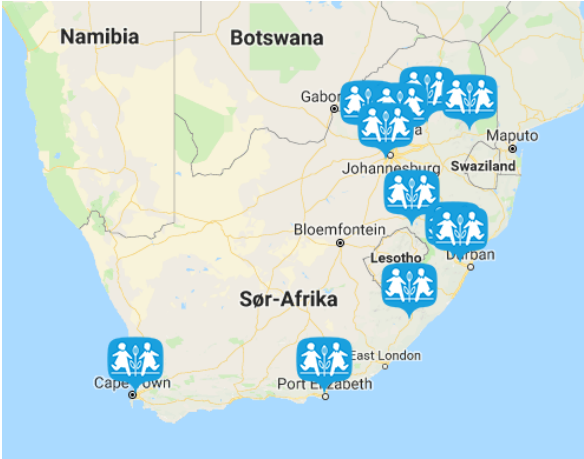 Namibia
Botswana
Gabor
a
Maputo
Johannesburg
Swaziland
Bloemfontein
Lesotho
Durban
Sør-Afrika
East London
Cape Town
Port Elizabeth